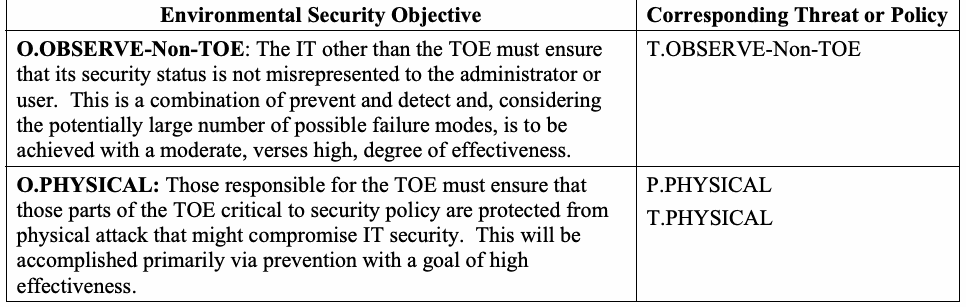 Environmental Security Objective
Corresponding Threat or Policy
O.OBSERVE-Non-TOE: The IT other than the TOE must ensure
that its security status is not misrepresented to the administrator or
user.  This is a combination of prevent and detect and, considering
the potentially large number of possible failure modes, is to be
achieved with a moderate, verses high, degree of effectiveness.
T.OBSERVE-Non-TOE
O.PHYSICAL: Those responsible for the TOE must ensure that
those parts of the TOE critical to security policy are protected from
physical attack that might compromise IT security.  This will be
accomplished primarily via prevention with a goal of high
effectiveness.
P.PHYSICAL
T.PHYSICAL